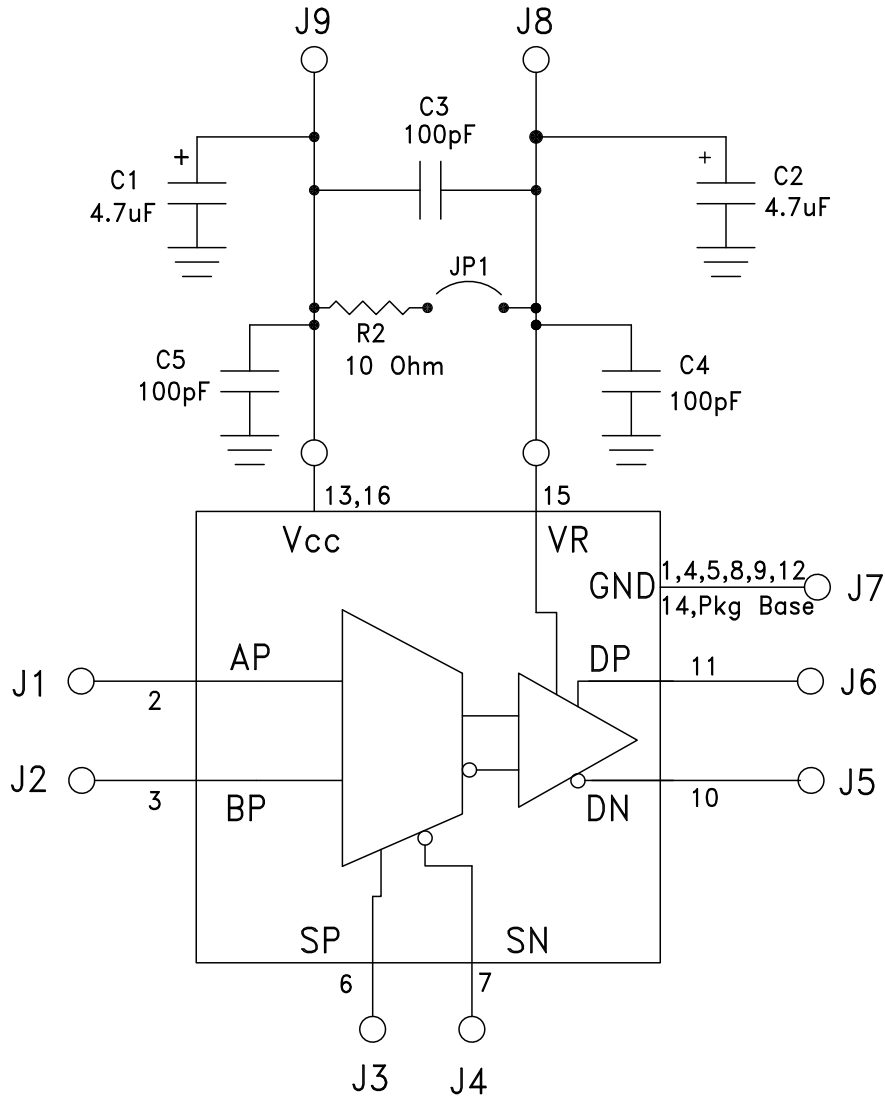 J9
J8
C3
100pF
+
+
C1
4.7uF
C2
4.7uF
JP1
R2
10 Ohm
C5
100pF
C4
100pF
13,16
15
Vcc
VR
GND
1,4,5,8,9,12
14,Pkg Base
J7
AP
DP
11
J1
2
J6
J2
3
BP
DN
10
J5
SP
SN
6
7
J3
J4